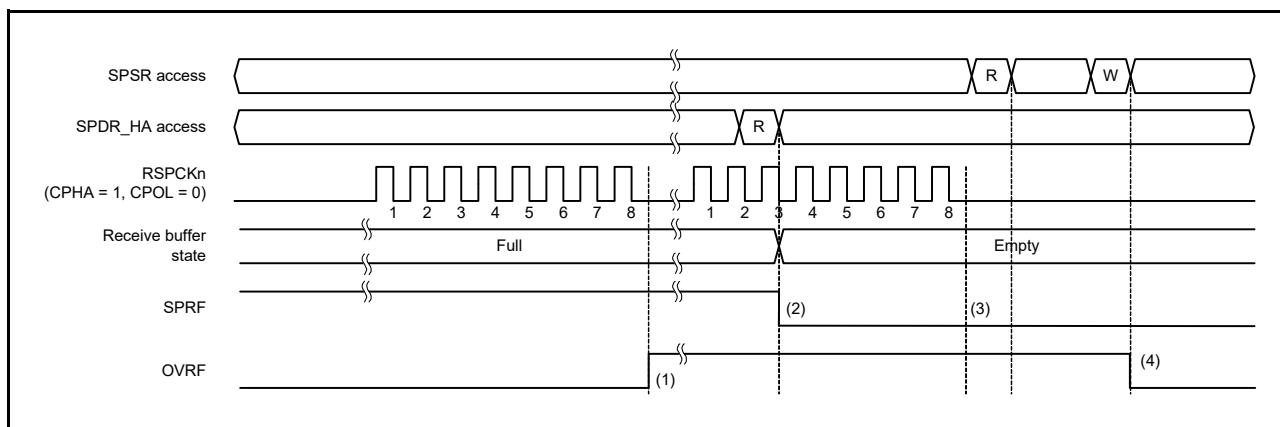 SPSR access
R
W
SPDR_HA access
R
RSPCKn
(CPHA = 1, CPOL = 0)
1 2 3 4 5 6 7 8 1 2 3 4 5 6 7 8
Receive buffer
state
Full
Empty
SPRF
(2)
(3)
OVRF
(1)
(4)